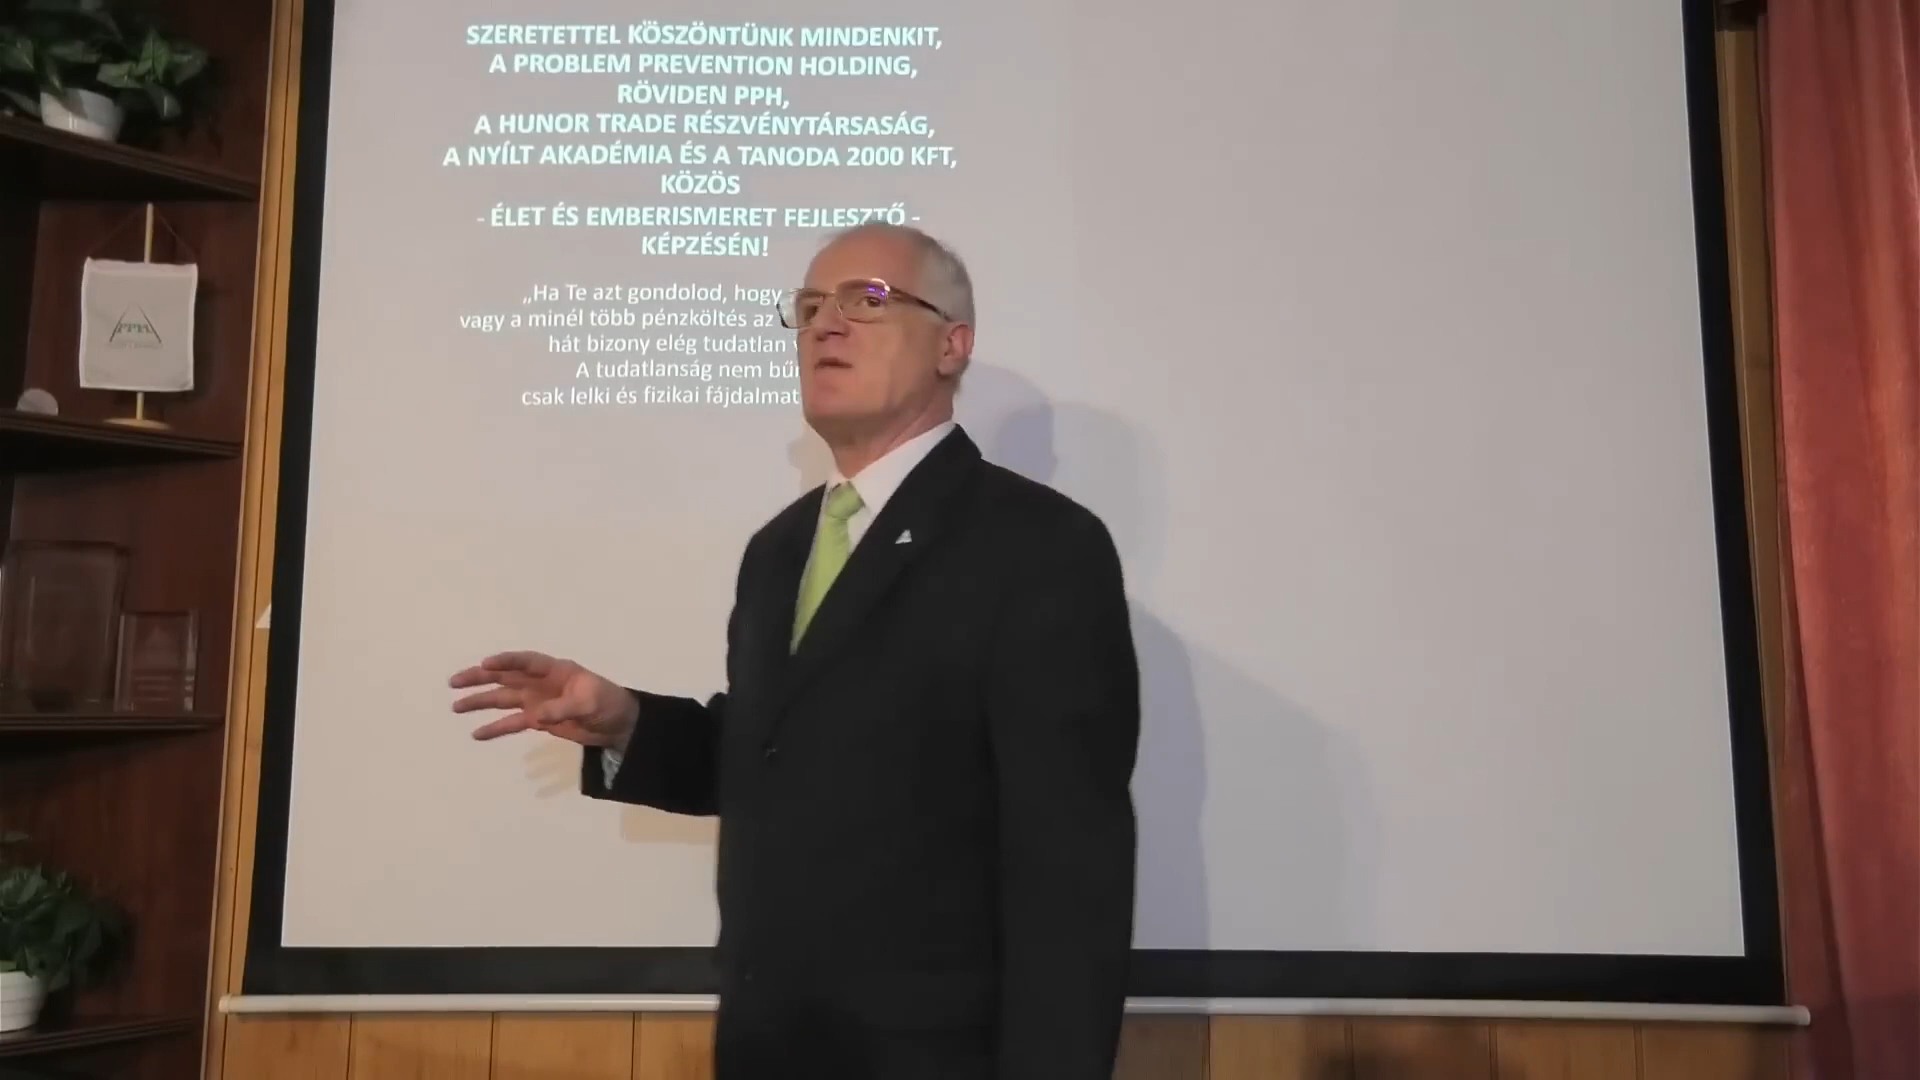 SZERETETTEL KÖSZÖNTÜNK MINDENKIT,
A PROBLEM PREVENTION HOLDING,
RÖVIDEN PPH,
A HUNOR TRADE RÉSZVÉNYTÁRSASÁG,
A NYÍLT AKADÉMIA ÉS A TANODA 2000 KFT,
KÖZÖS
- ÉLET ÉS EMBERISMERET FEJLESZTŐ -
KÉPZÉSÉN!
„Ha Te azt gondolod, hogy
vagy a minél több pénzköltés az
hát bizony elég tudatlan
A tudatlanság nem
csak lelki és fizikai fájdalmat
PPH